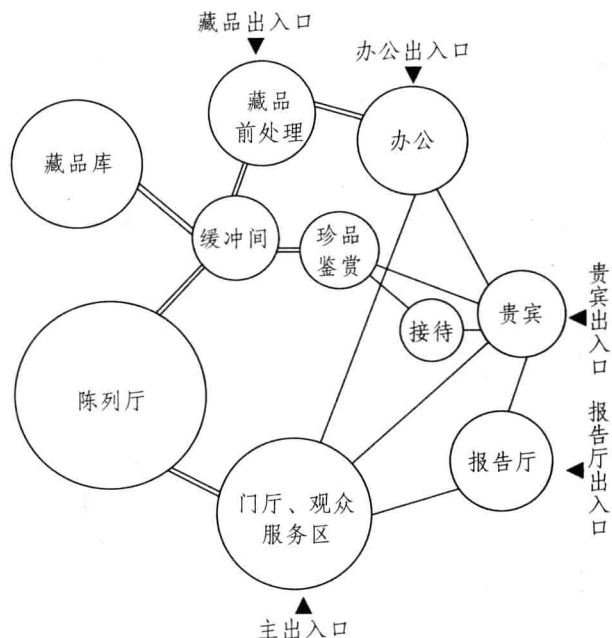 藏品出入口
办公出入口
藏品
前处理
办公
藏品库
缓冲间
珍品
鉴赏
贵宾
贵宾出入口
接待
陈列厅
报告厅
报告厅出入口
门厅、观众
服务区
主出入口